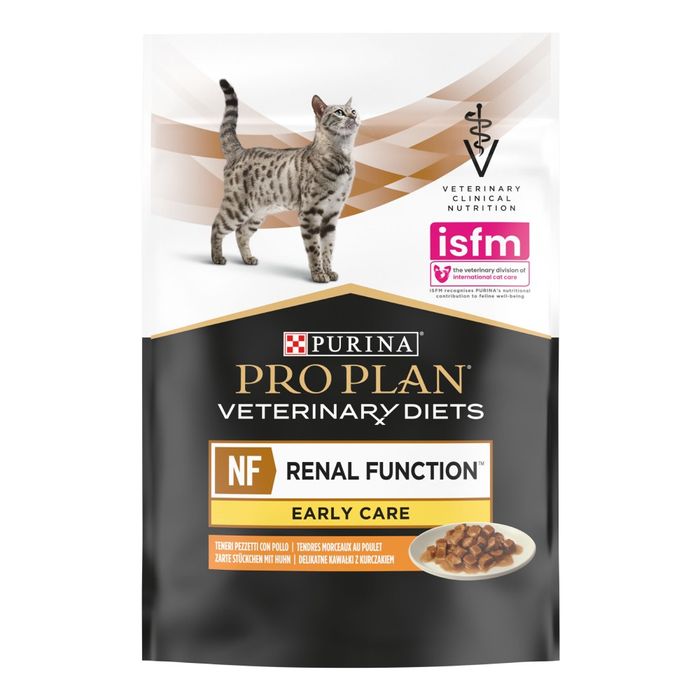 VETERINARY
CLINICAL
NUTRITION
isfm
the veterinary division of
international cat care
ISFM recognises PURINA's nutritional
contribution to feline well-being
PURINA®
PRO PLAN®
VETERINARY DIETS
NF RENAL FUNCTION™
EARLY CARE
TENERI PEZZETTI CON POLLO | TENDRES MORCEAUX AU POULET
ZARTE STÜCKCHEN MIT HUHN | DELIKATNE KAWAŁKI Z KURCZAKIEM